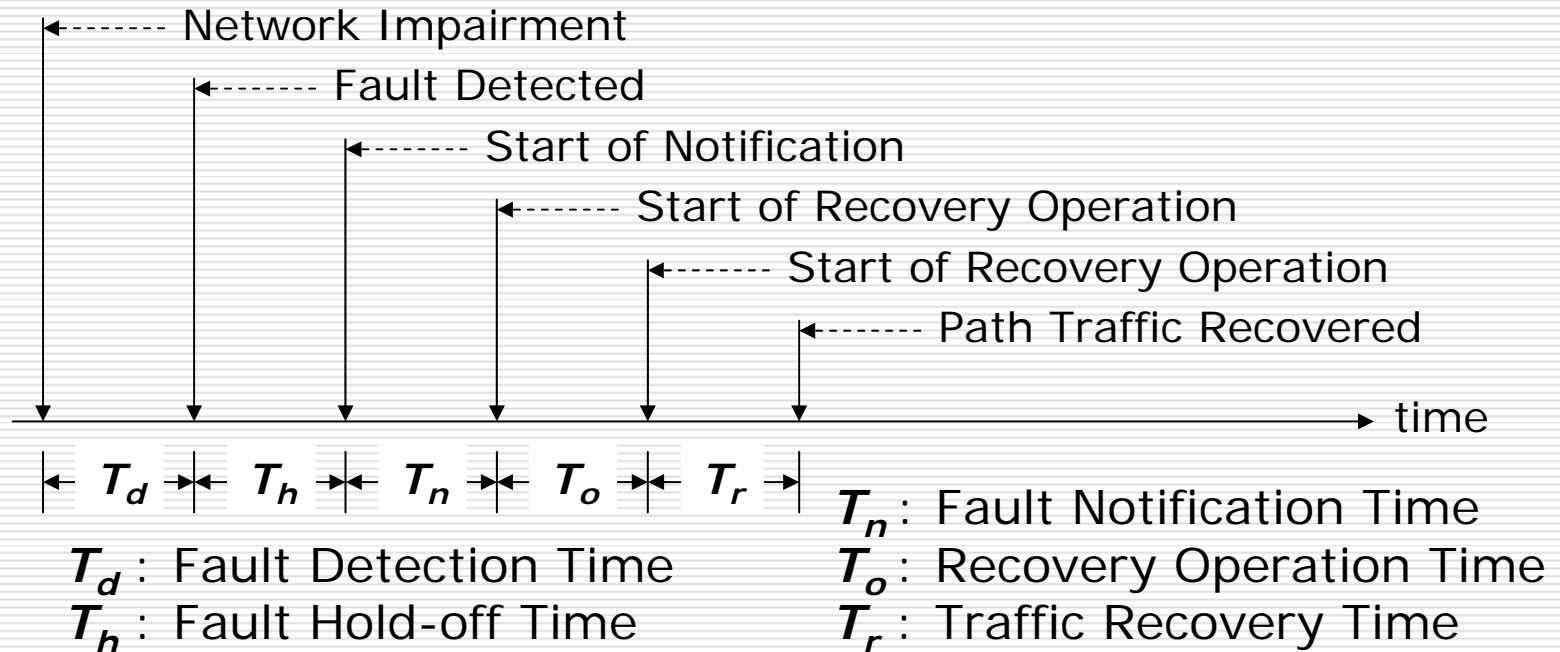 Network Impairment
Fault Detected
Start of Notification
Start of Recovery Operation
Start of Recovery Operation
Path Traffic Recovered
time
T_d T_h T_n T_o T_r
T_d : Fault Detection Time
T_h : Fault Hold-off Time
T_n : Fault Notification Time
T_o : Recovery Operation Time
T_r : Traffic Recovery Time